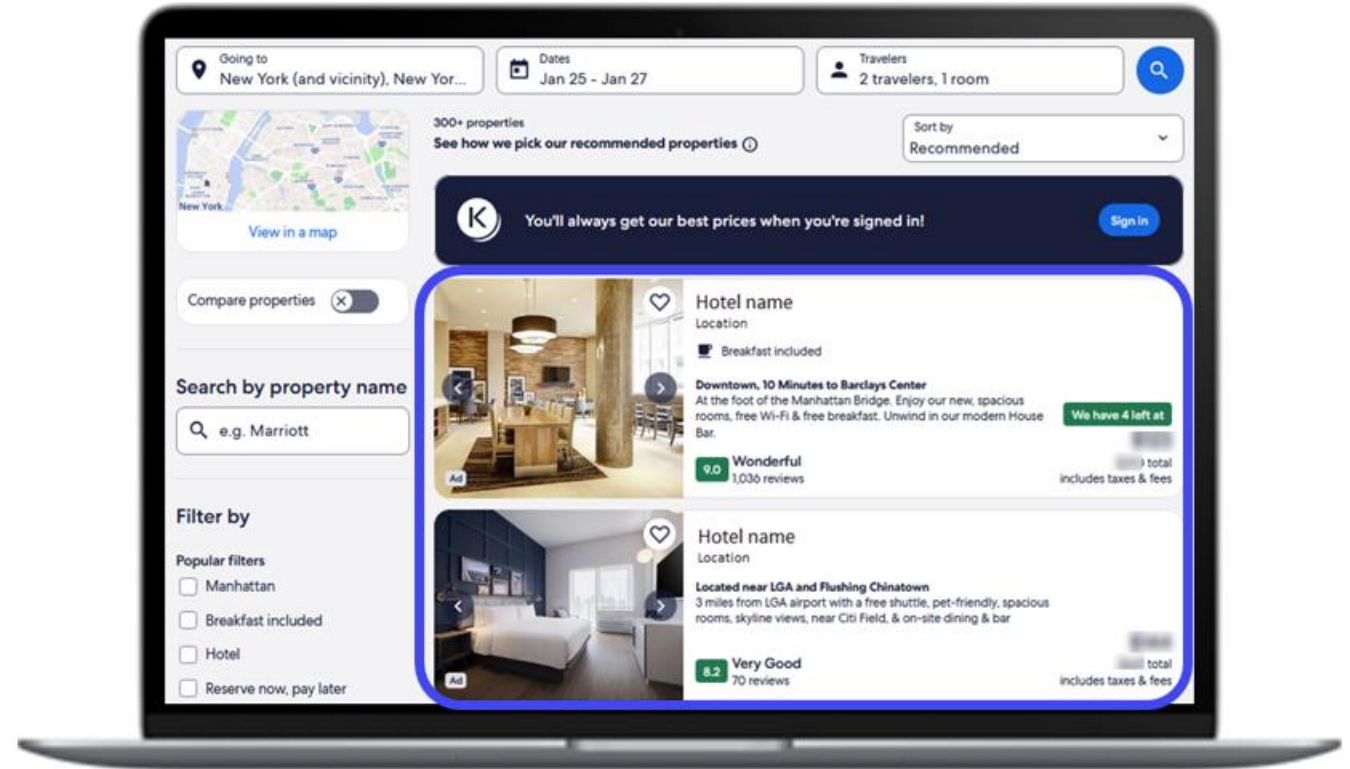 Going to
New York (and vicinity), New Yor...
Dates
Jan 25 - Jan 27
Travelers
2 travelers, 1 room
New York
View in a map
300+ properties
See how we pick our recommended properties
Sort by
Recommended
K
You'll always get our best prices when you're signed in!
Sign in
Compare properties
Search by property name
e.g. Marriott
Filter by
Popular filters
Manhattan
Breakfast included
Hotel
Reserve now, pay later
Hotel name
Location
Breakfast included
Downtown, 10 Minutes to Barclays Center
At the foot of the Manhattan Bridge. Enjoy our new, spacious
rooms, free Wi-Fi & free breakfast. Unwind in our modern House
Bar.
We have 4 left at
9.0 Wonderful
1,036 reviews
total
includes taxes & fees
Ad
Hotel name
Location
Located near LGA and Flushing Chinatown
3 miles from LGA airport with a free shuttle, pet-friendly, spacious
rooms, skyline views, near Citi Field, & on-site dining & bar
8.2 Very Good
70 reviews
total
includes taxes & fees
Ad